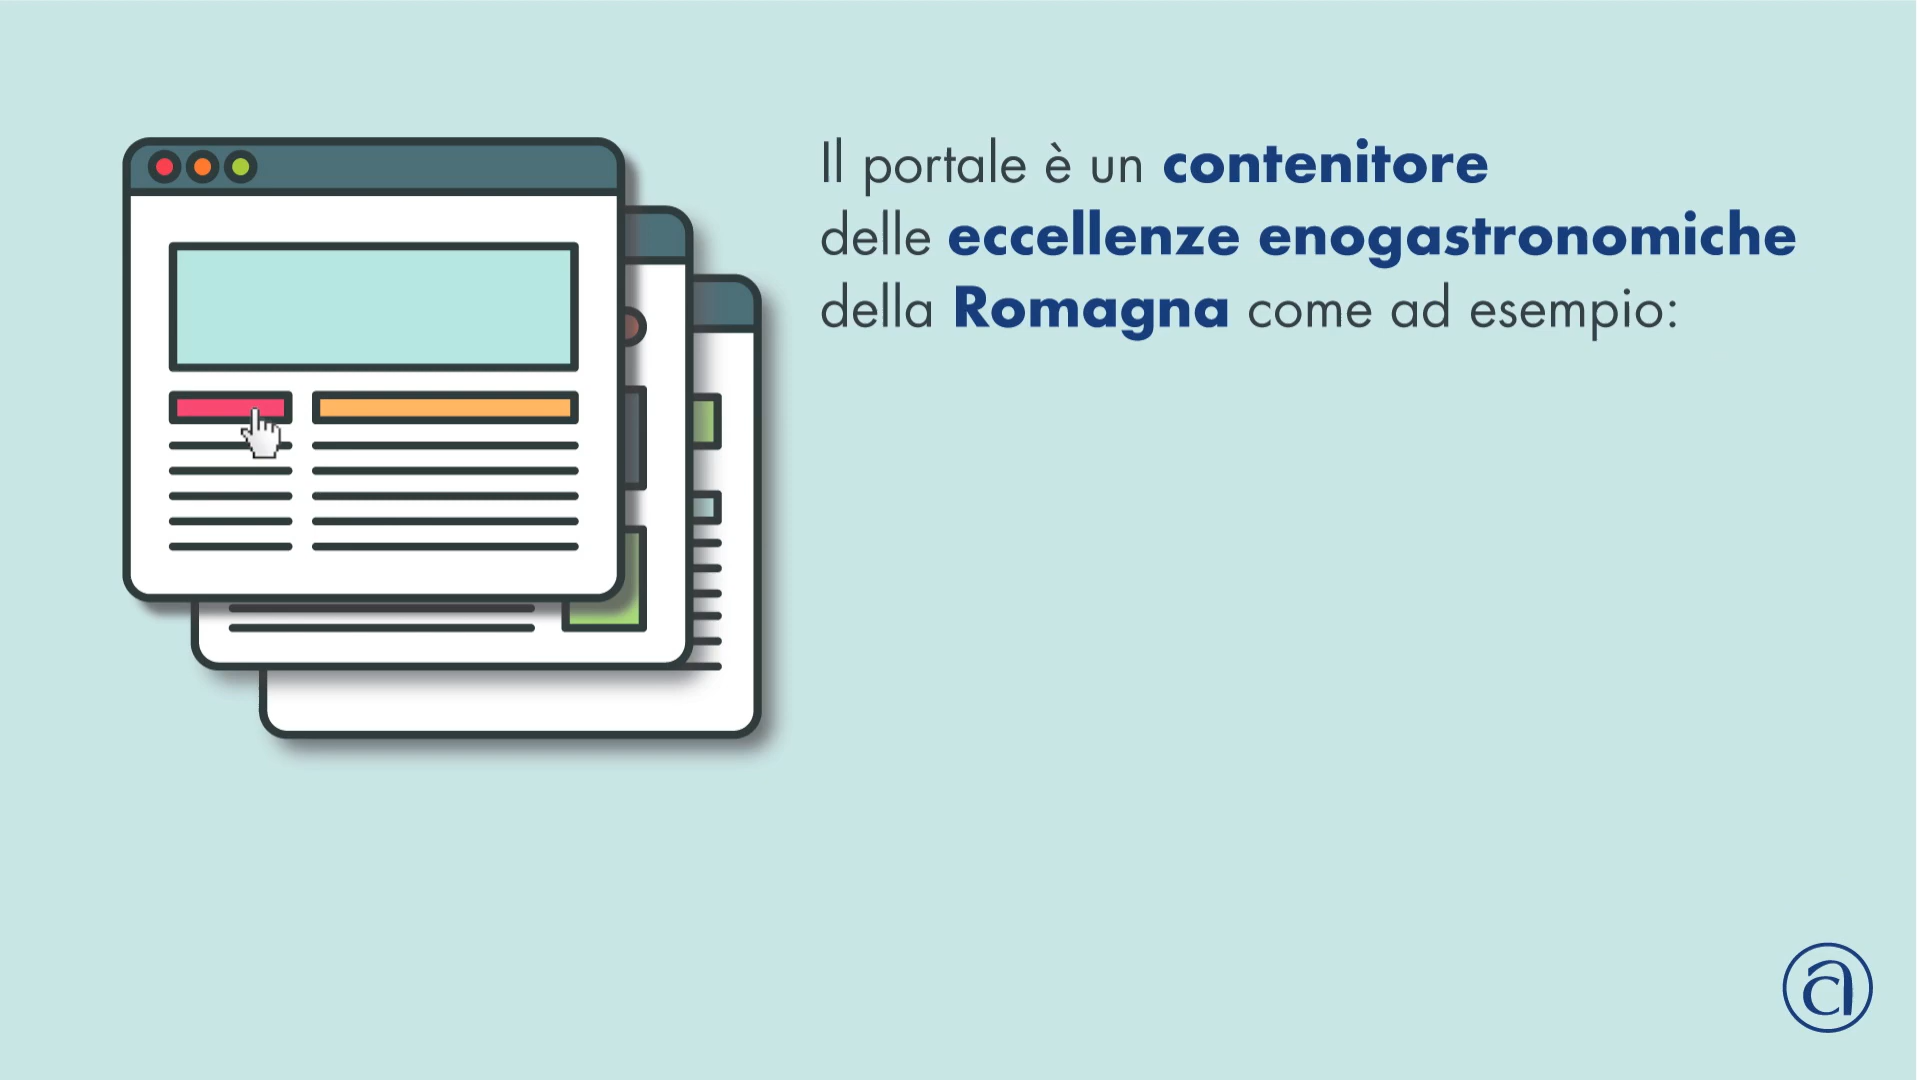 Il portale è un contenitore
delle eccellenze enogastronomiche
della Romagna come ad esempio:
a